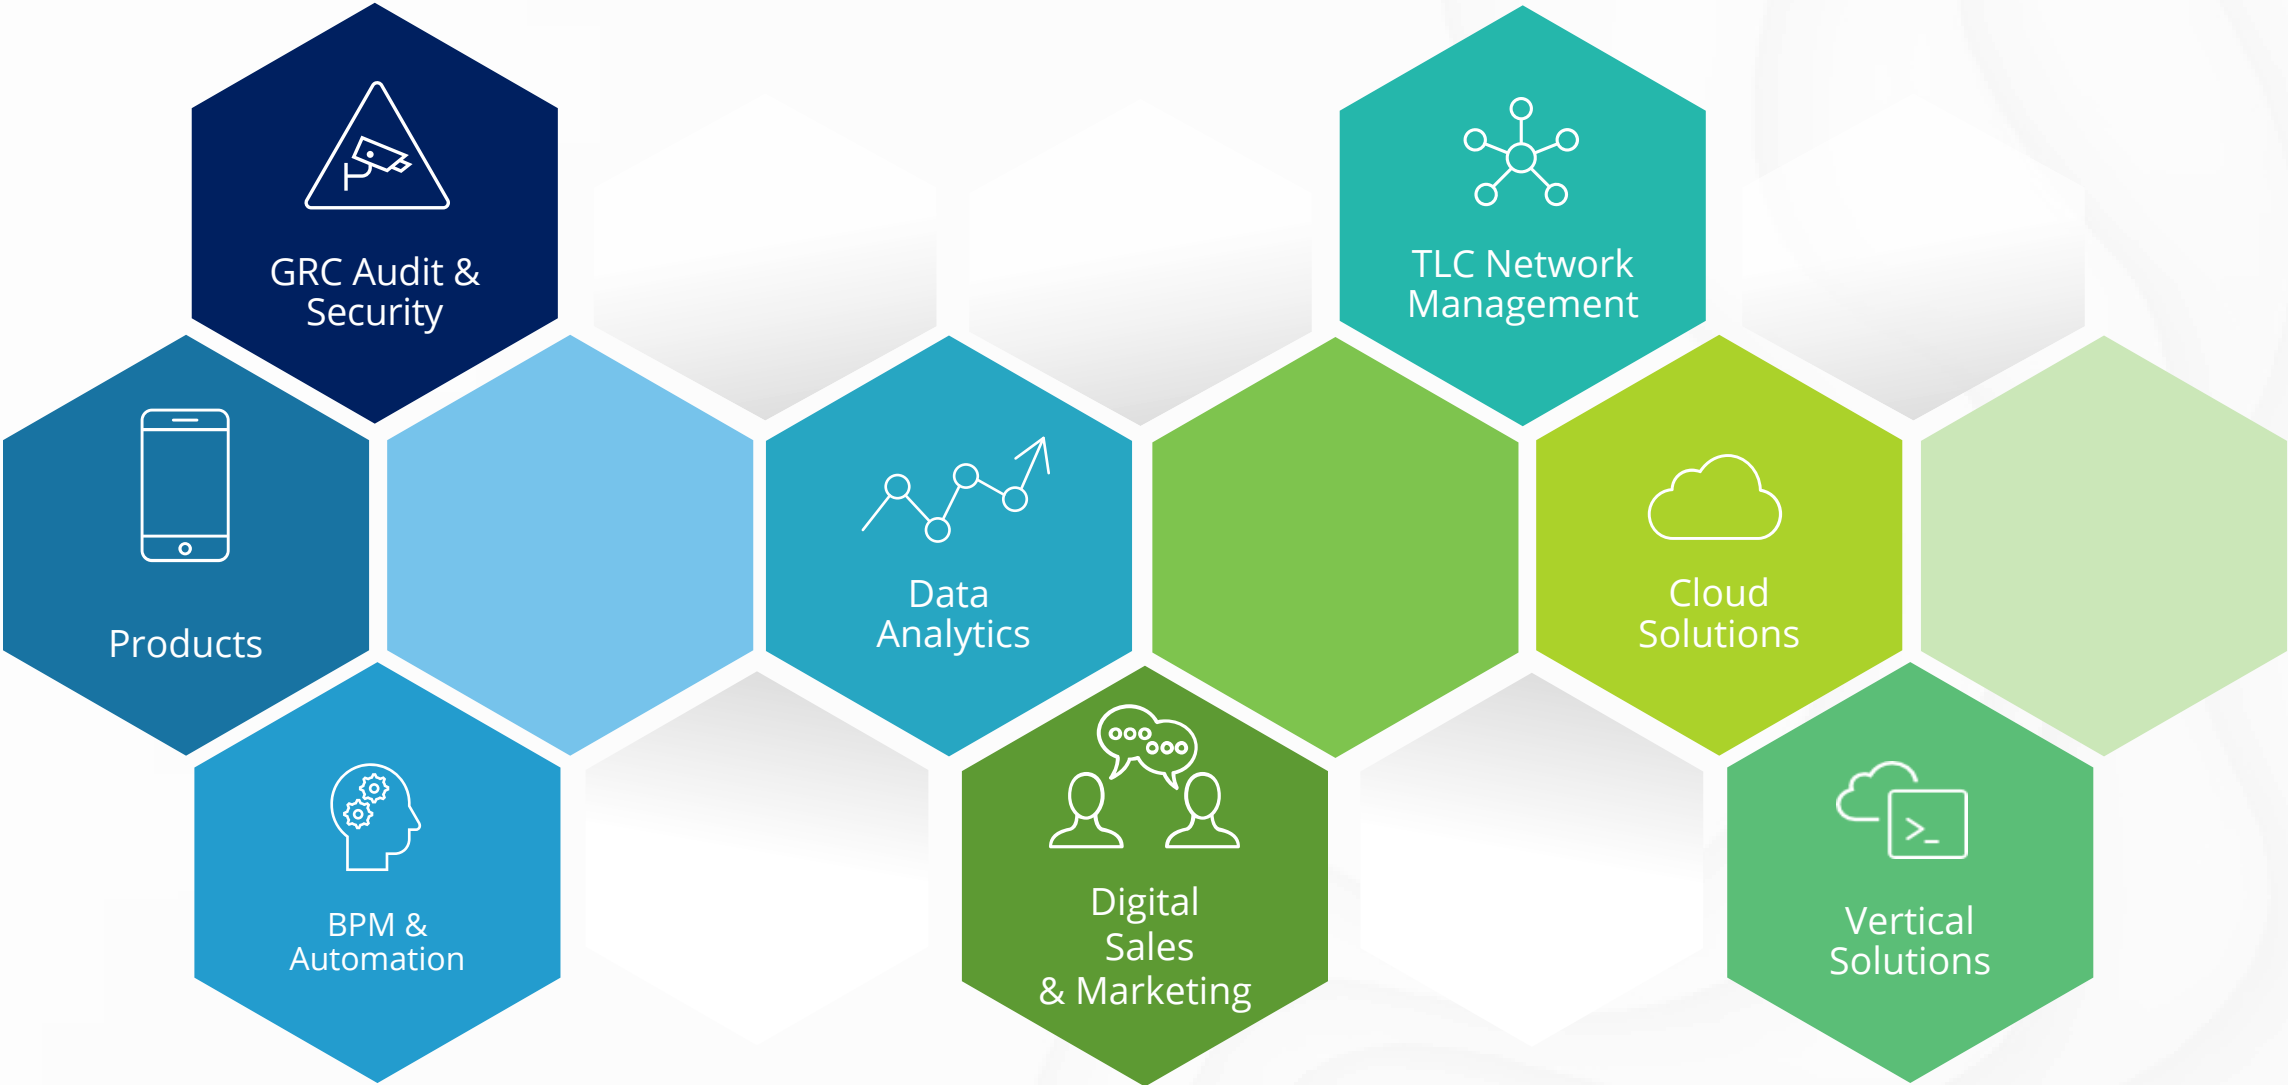 GRC Audit &
Security
TLC Network
Management
Products
Data
Analytics
Cloud
Solutions
BPM &
Automation
Digital
Sales
& Marketing
Vertical
Solutions